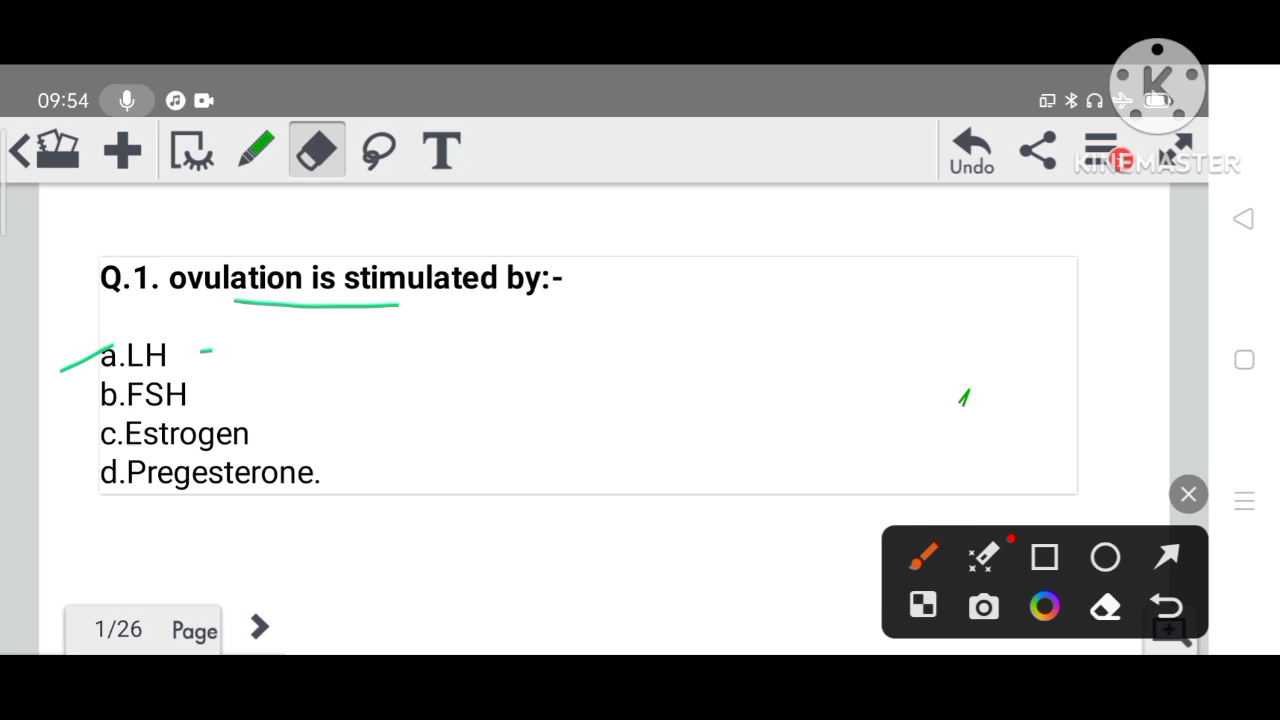 09:54
K
Undo
KINEMASTER
T
Q.1. ovulation is stimulated by:-
a.LH
b.FSH
c.Estrogen
d.Pregesterone.
1/26 Page